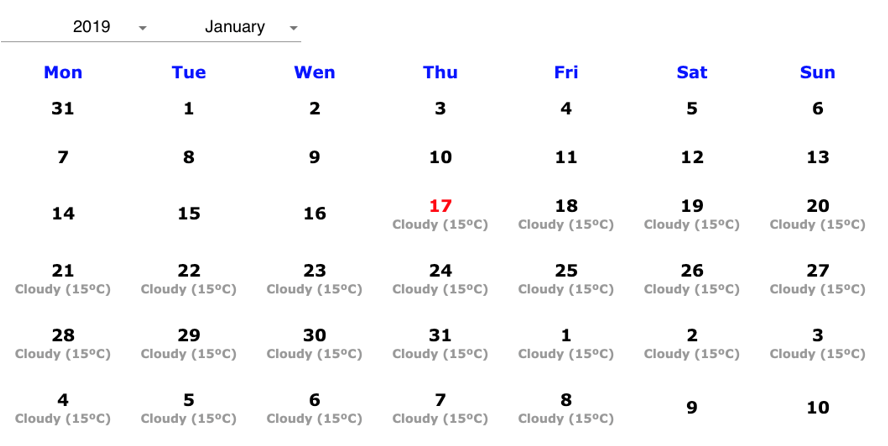 2019 January
Mon Tue Wen Thu Fri Sat Sun
31 1 2 3 4 5 6
7 8 9 10 11 12 13
14 15 16 17 18 19 20
Cloudy (15ºC) Cloudy (15ºC) Cloudy (15ºC) Cloudy (15ºC)
21 22 23 24 25 26 27
Cloudy (15ºC) Cloudy (15ºC) Cloudy (15ºC) Cloudy (15ºC) Cloudy (15ºC) Cloudy (15ºC) Cloudy (15ºC)
28 29 30 31 1 2 3
Cloudy (15ºC) Cloudy (15ºC) Cloudy (15ºC) Cloudy (15ºC) Cloudy (15ºC) Cloudy (15ºC) Cloudy (15ºC)
4 5 6 7 8 9 10
Cloudy (15ºC) Cloudy (15ºC) Cloudy (15ºC) Cloudy (15ºC) Cloudy (15ºC)